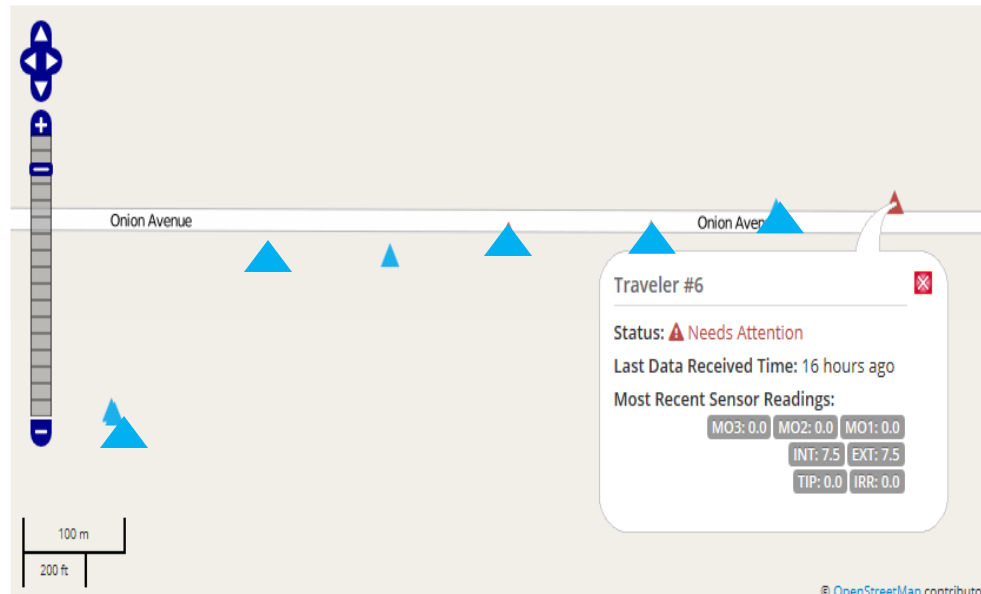 Onion Avenue
Onion Aven
Traveler #6
Status: Needs Attention
Last Data Received Time: 16 hours ago
Most Recent Sensor Readings:
MO3: 0.0 MO2: 0.0 MO1: 0.0
INT: 7.5 EXT: 7.5
TIP: 0.0 IRR: 0.0
100 m
200 ft
© OpenStreetMap contributo